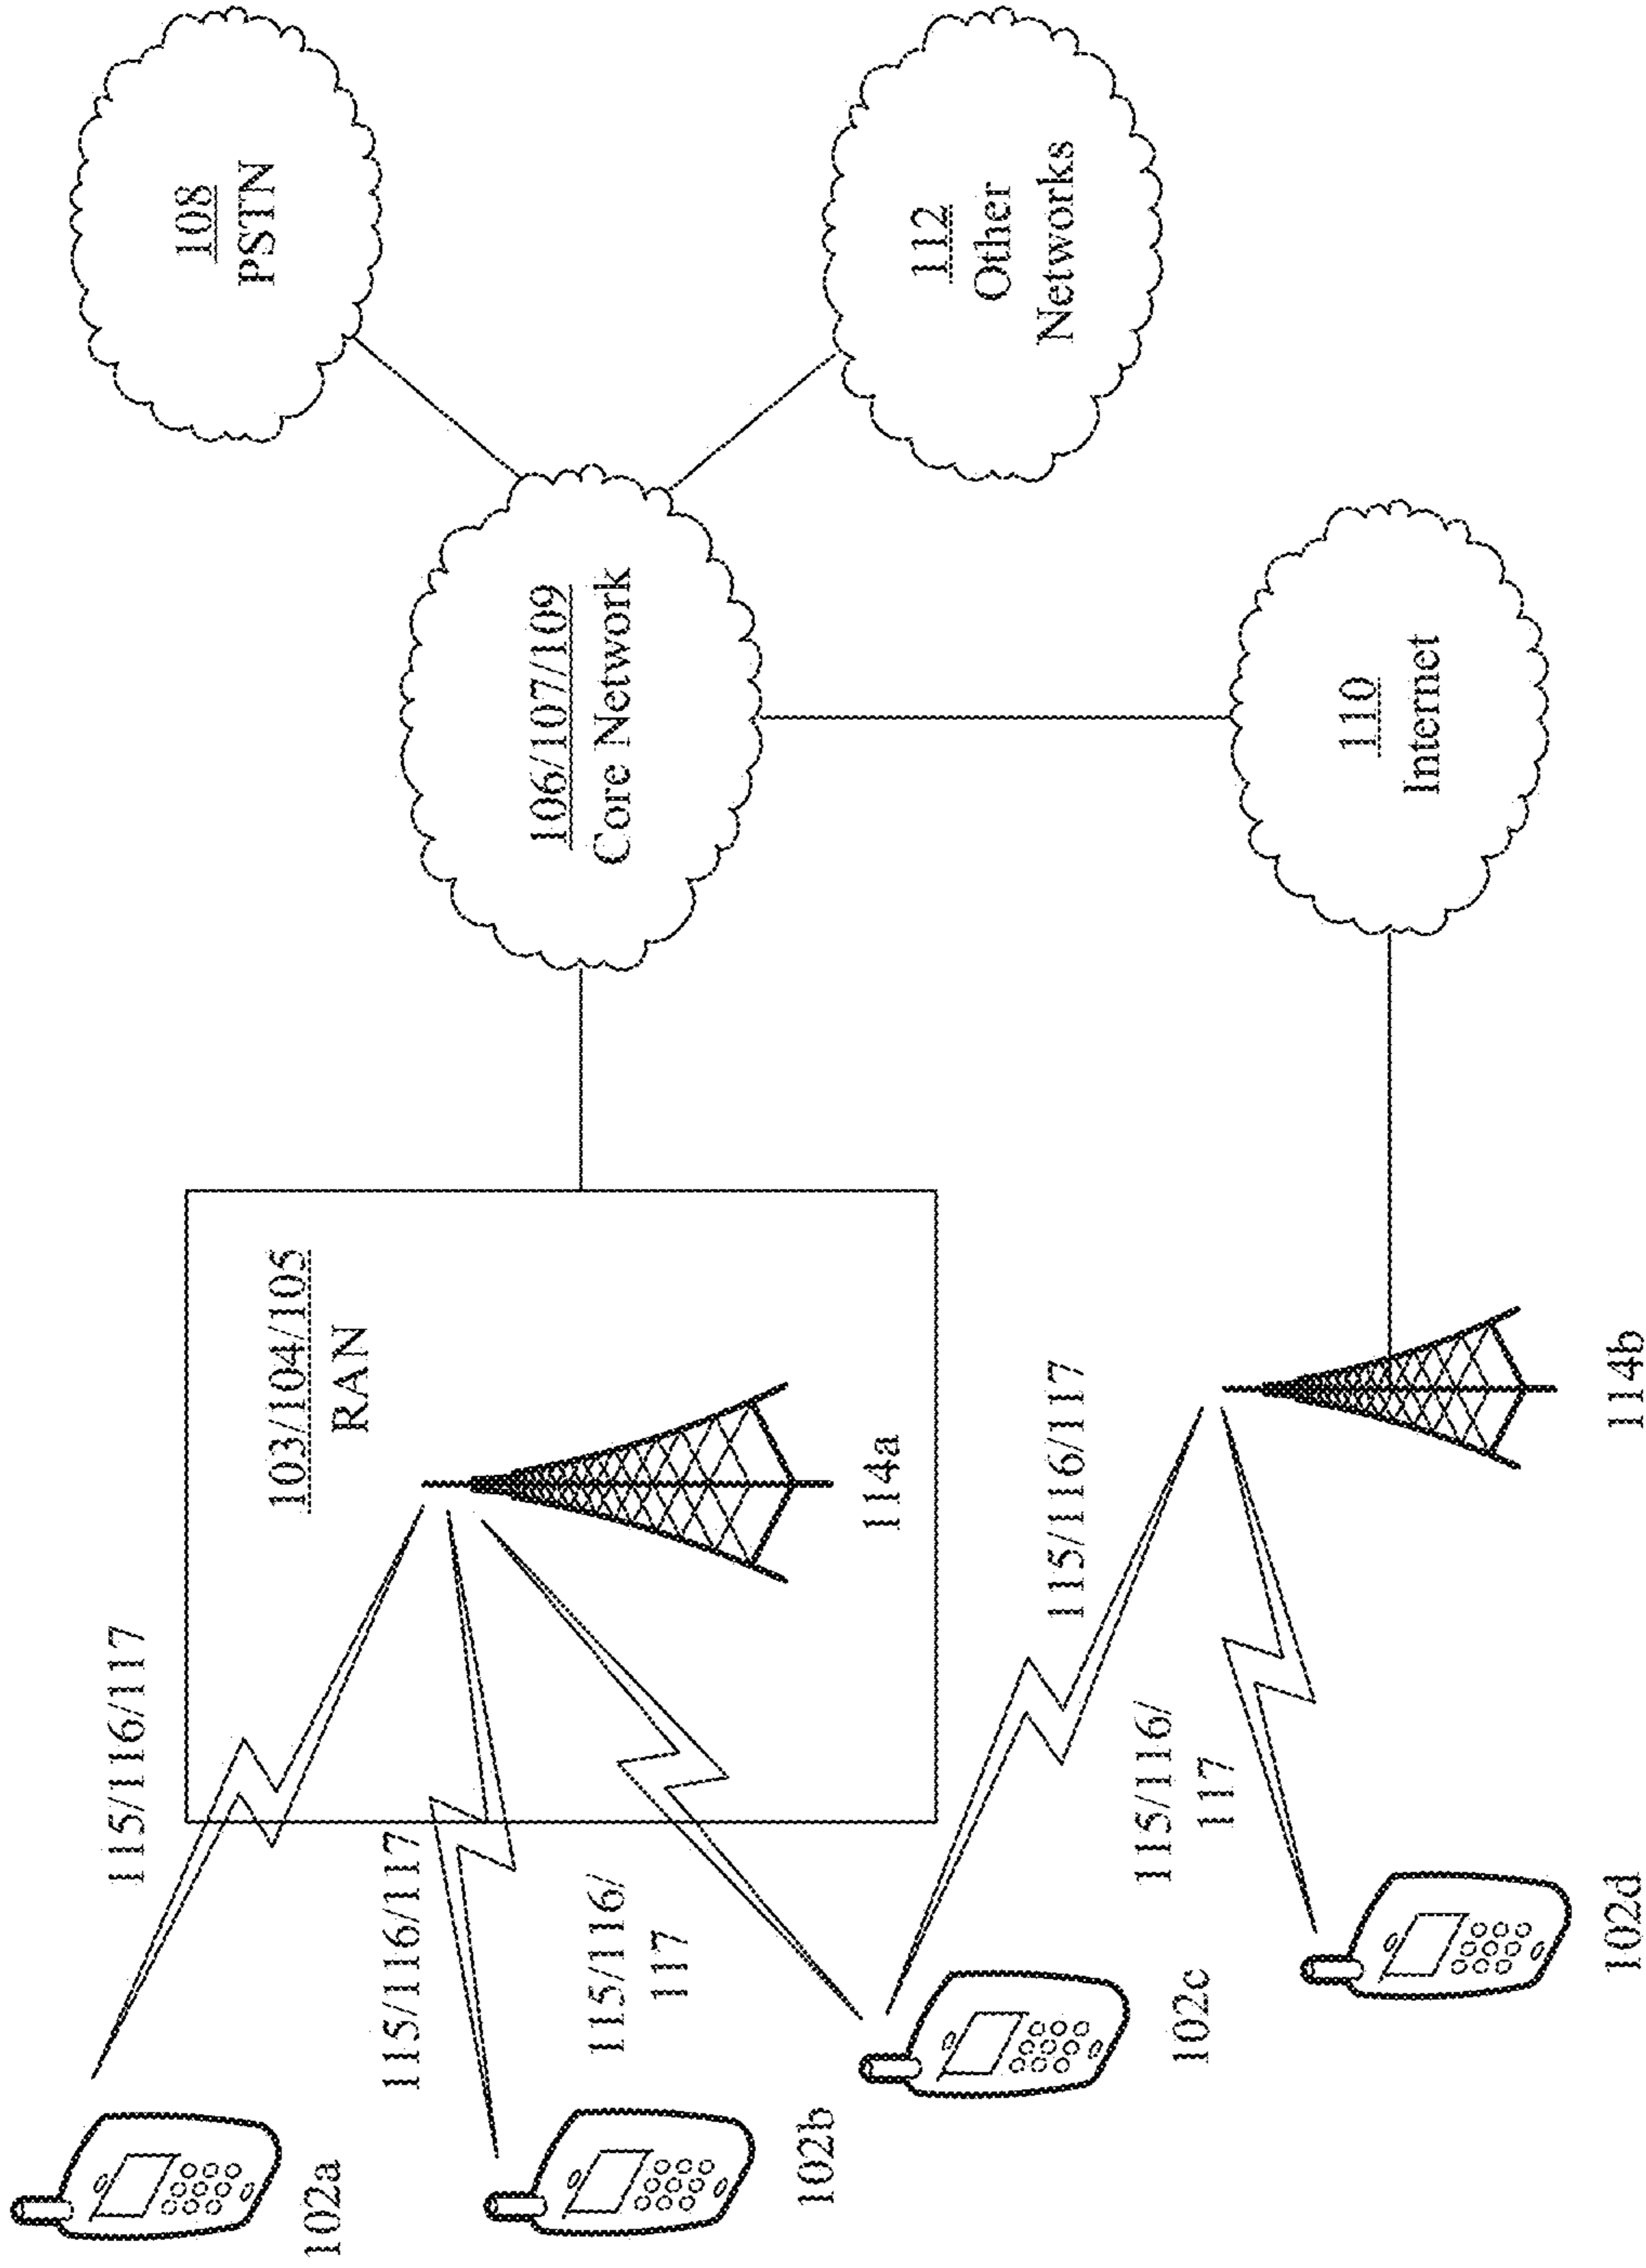 115/116/117
103/104/105
RAN
108
PSTN
102a
115/116/117
114a
106/107/109
Core Network
102b
115/116/
117
112
Other
Networks
102c
115/116/117
115/116/
117
110
Internet
102d
114b